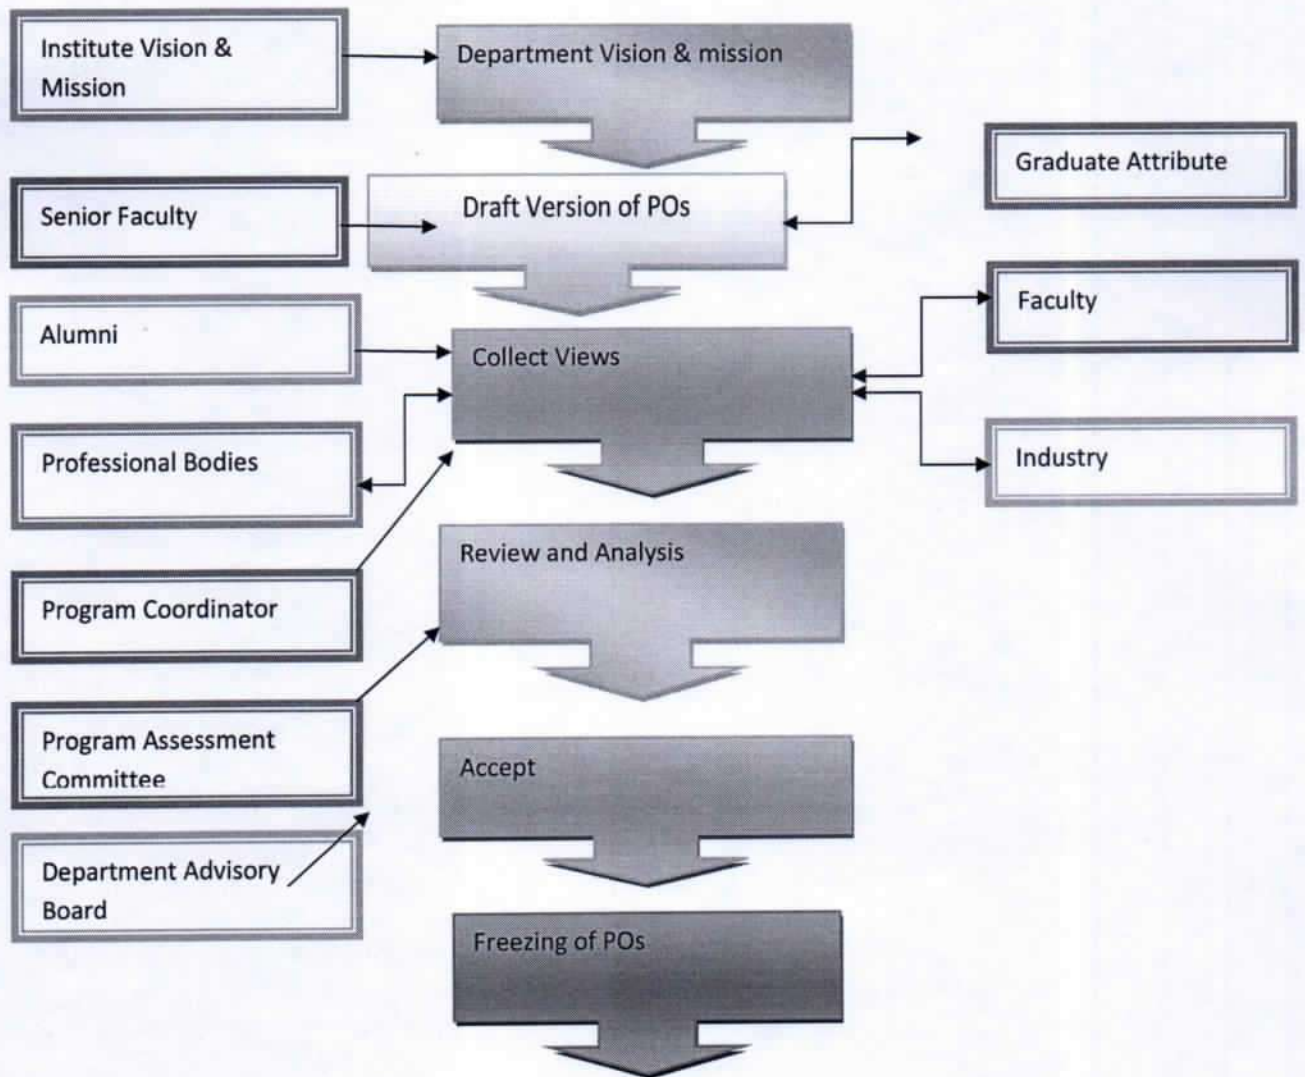 Institute Vision &
Mission
Department Vision & mission
Graduate Attribute
Senior Faculty
Draft Version of POs
Faculty
Alumni
Collect Views
Professional Bodies
Industry
Review and Analysis
Program Coordinator
Program Assessment
Committee
Accept
Department Advisory
Board
Freezing of POs